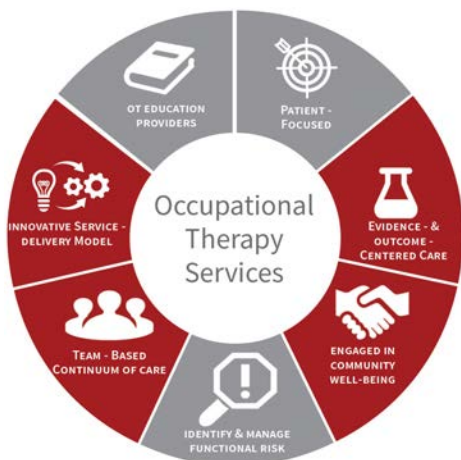 Occupational
Therapy
Services
PATIENT -
FOCUSED
EVIDENCE - &
OUTCOME -
CENTERED CARE
ENGAGED IN
COMMUNITY
WELL-BEING
IDENTIFY & MANAGE
FUNCTIONAL RISK
TEAM - BASED
CONTINUUM OF CARE
INNOVATIVE SERVICE -
DELIVERY MODEL
OT EDUCATION
PROVIDERS